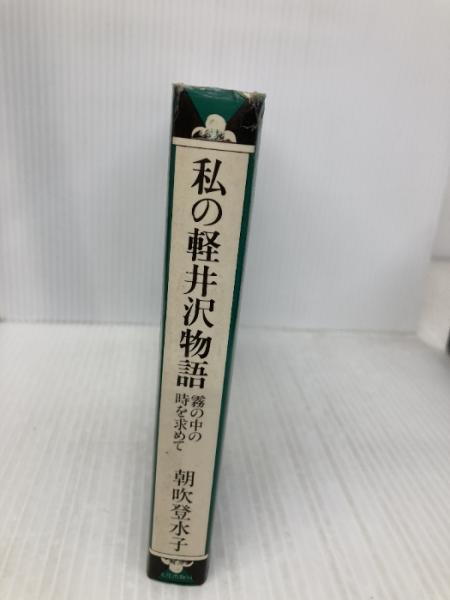 私の軽井沢物語
霧の中の
時を求めて
朝吹登水子